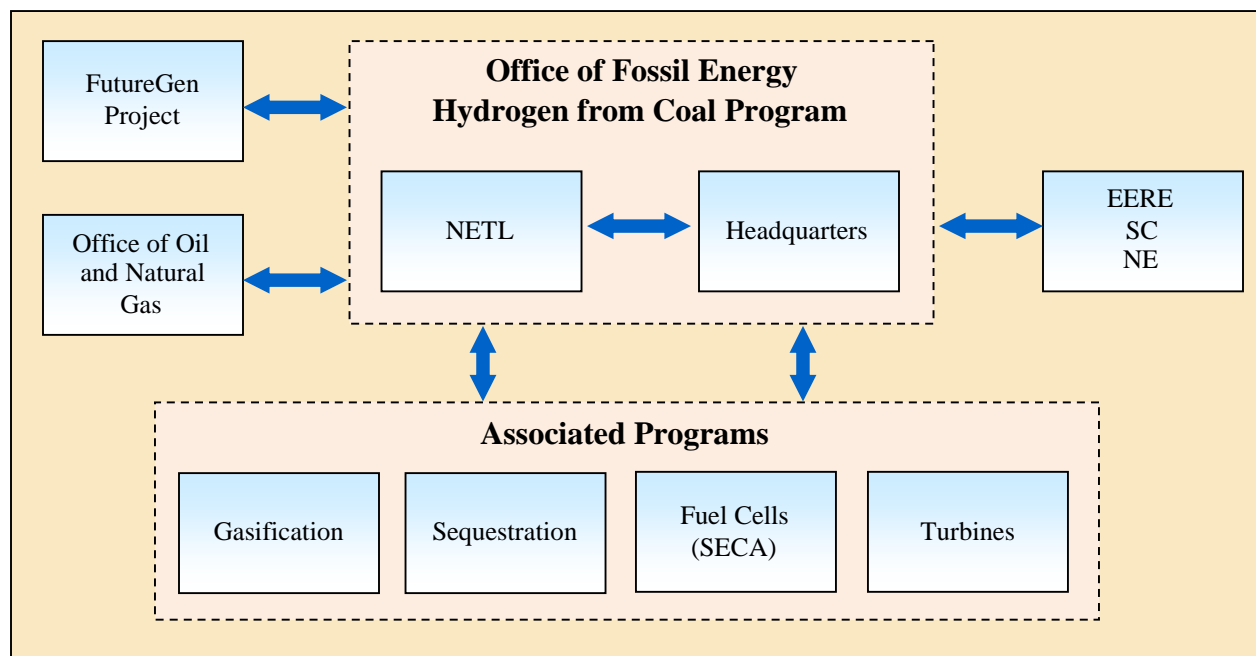 FutureGen
Project
Office of Fossil Energy
Hydrogen from Coal Program
Office of Oil
and Natural
Gas
NETL
Headquarters
EERE
SC
NE
Associated Programs
Gasification
Sequestration
Fuel Cells
(SECA)
Turbines